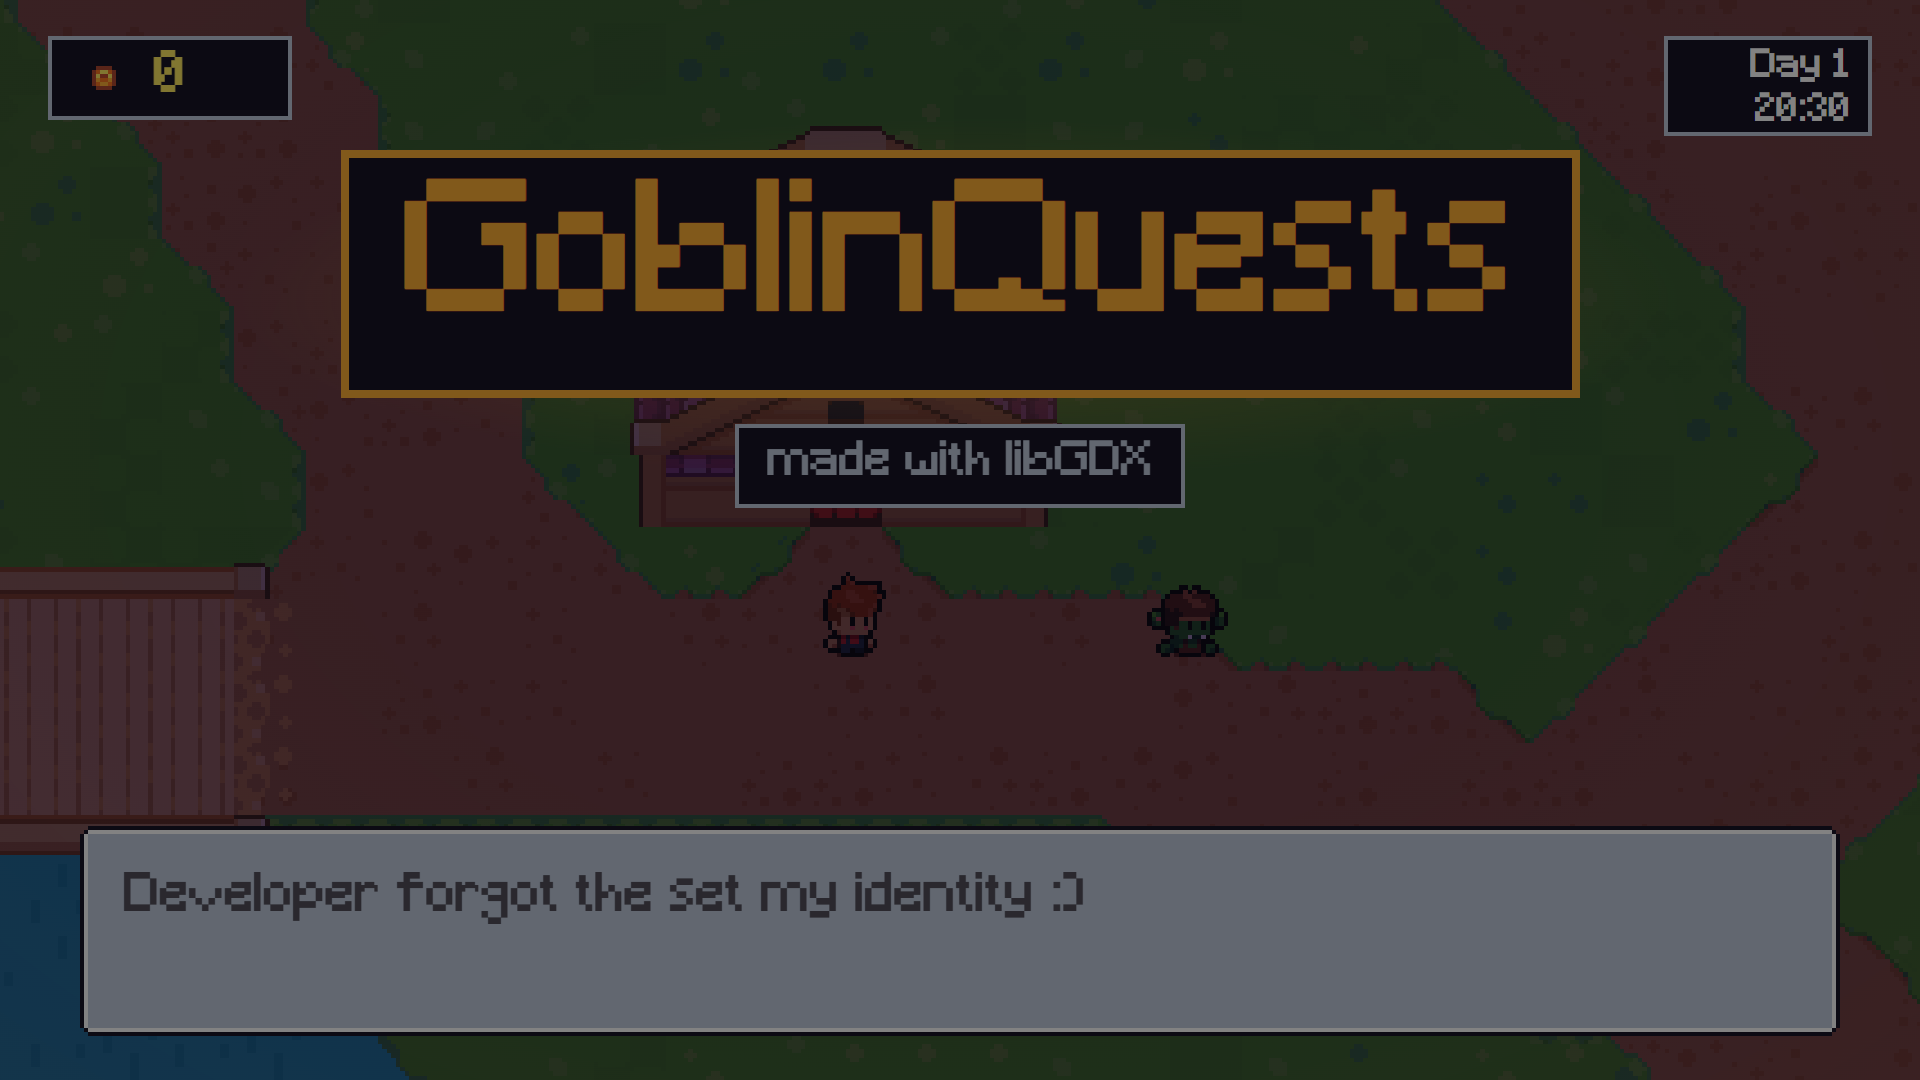 0
Day 1
20:30
GoblinQuests
made with libGDX
Developer forgot the set my identity :)